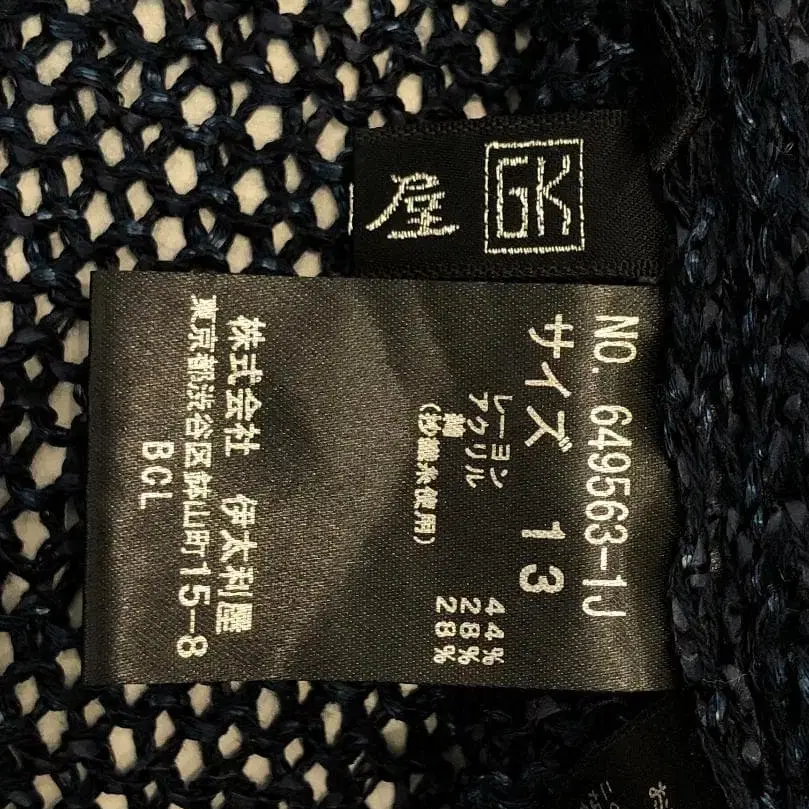 屋 GK
NO. 649563-1J
サイズ 13
レーヨン 44%
アクリル 28%
綿 28%
(抄繊糸使用)
株式会社 伊太利屋
東京都渋谷区鉢山町15-8
BCL